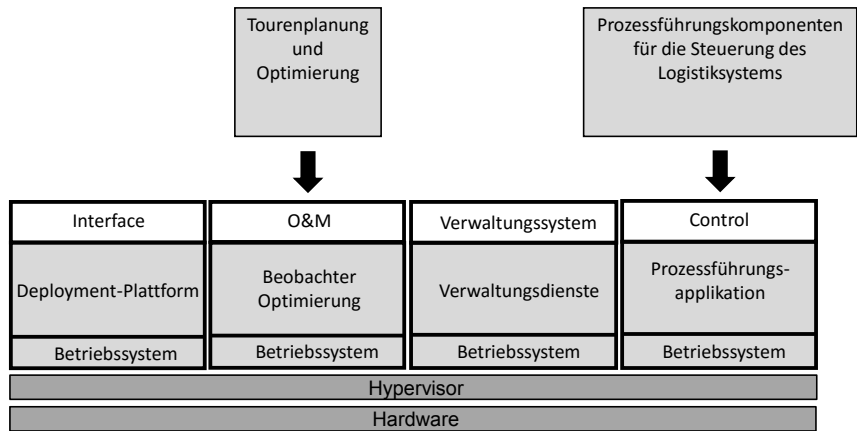 Tourenplanung
und
Optimierung
Prozessführungskomponenten
für die Steuerung des
Logistiksystems
Interface
O&M
Verwaltungssystem
Control
Deployment-Plattform
Beobachter
Optimierung
Verwaltungsdienste
Prozessführungs-
applikation
Betriebssystem
Betriebssystem
Betriebssystem
Betriebssystem
Hypervisor
Hardware